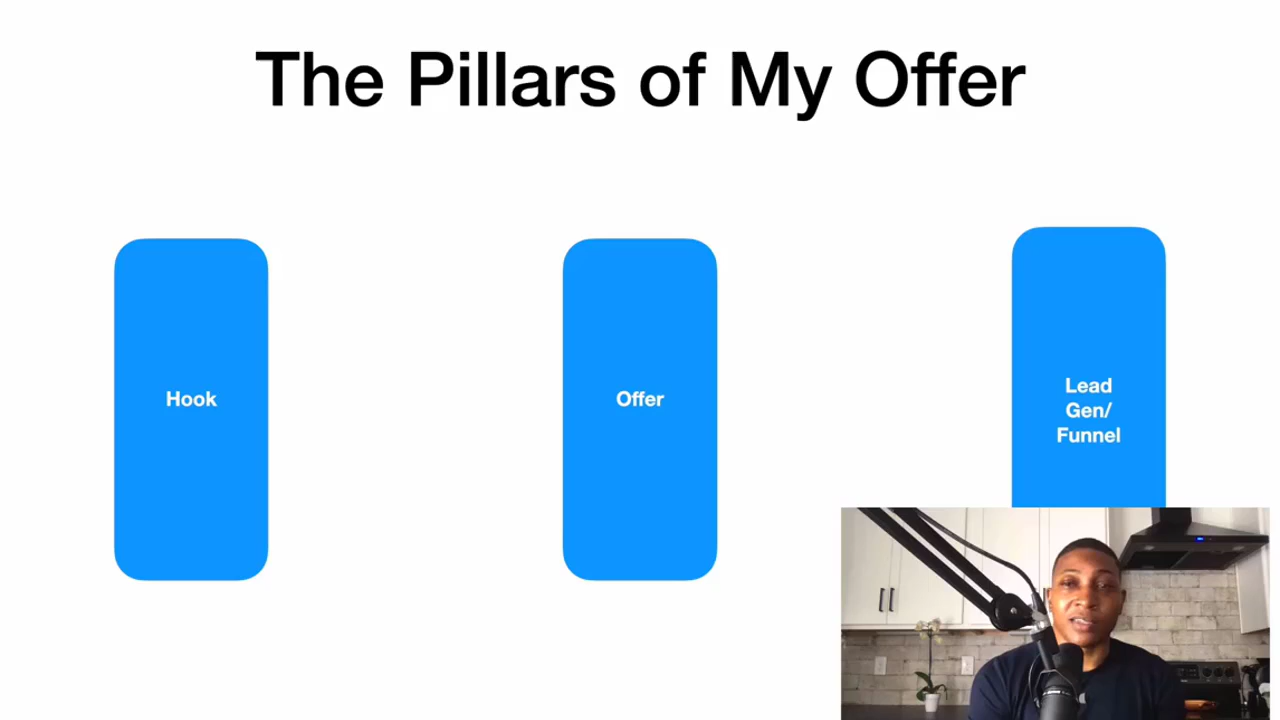 The Pillars of My Offer
Hook
Offer
Lead
Gen/
Funnel